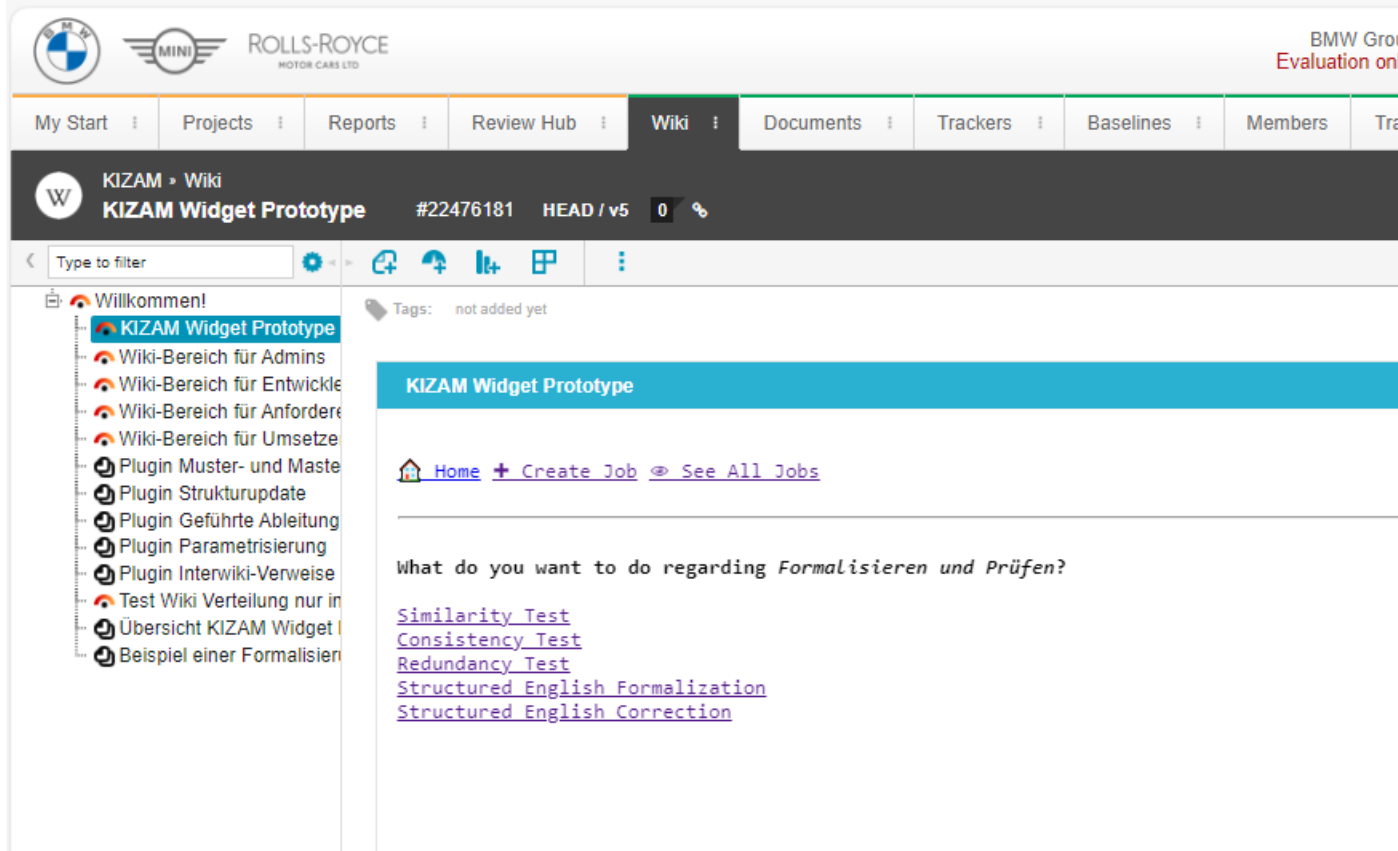 BMW
MINI
ROLLS-ROYCE
MOTOR CARS LTD
BMW Grou
Evaluation onl
My Start Projects Reports Review Hub Wiki Documents Trackers Baselines Members Tra
W
KIZAM » Wiki
KIZAM Widget Prototype #22476181 HEAD / v5 0
Type to filter
Willkommen!
KIZAM Widget Prototype
Wiki-Bereich für Admins
Wiki-Bereich für Entwickle
Wiki-Bereich für Anfordere
Wiki-Bereich für Umsetze
Plugin Muster- und Maste
Plugin Strukturupdate
Plugin Geführte Ableitung
Plugin Parametrisierung
Plugin Interwiki-Verweise
Test Wiki Verteilung nur in
Übersicht KIZAM Widget
Beispiel einer Formalisier
Tags: not added yet
KIZAM Widget Prototype
Home Create Job See All Jobs
What do you want to do regarding Formalisieren und Prüfen?
Similarity Test
Consistency Test
Redundancy Test
Structured English Formalization
Structured English Correction